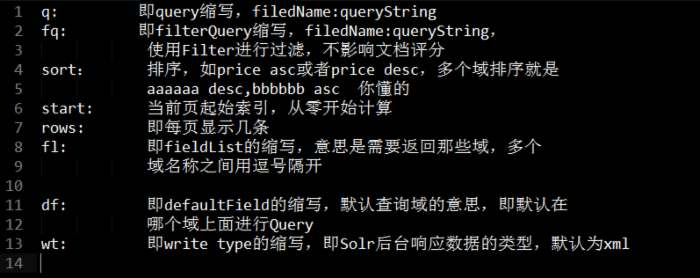 1 q: 即query缩写，filedName:queryString
2 fq: 即filterQuery缩写，filedName:queryString，
3 使用Filter进行过滤，不影响文档评分
4 sort： 排序，如price asc或者price desc，多个域排序就是
5 aaaaaa desc,bbbbbb asc 你懂的
6 start： 当前页起始索引，从零开始计算
7 rows： 即每页显示几条
8 fl： 即fieldList的缩写，意思是需要返回那些域，多个
9 域名称之间用逗号隔开
10
11 df： 即defaultField的缩写，默认查询域的意思，即默认在
12 哪个域上面进行Query
13 wt： 即write type的缩写，即Solr后台响应数据的类型，默认为xml
14